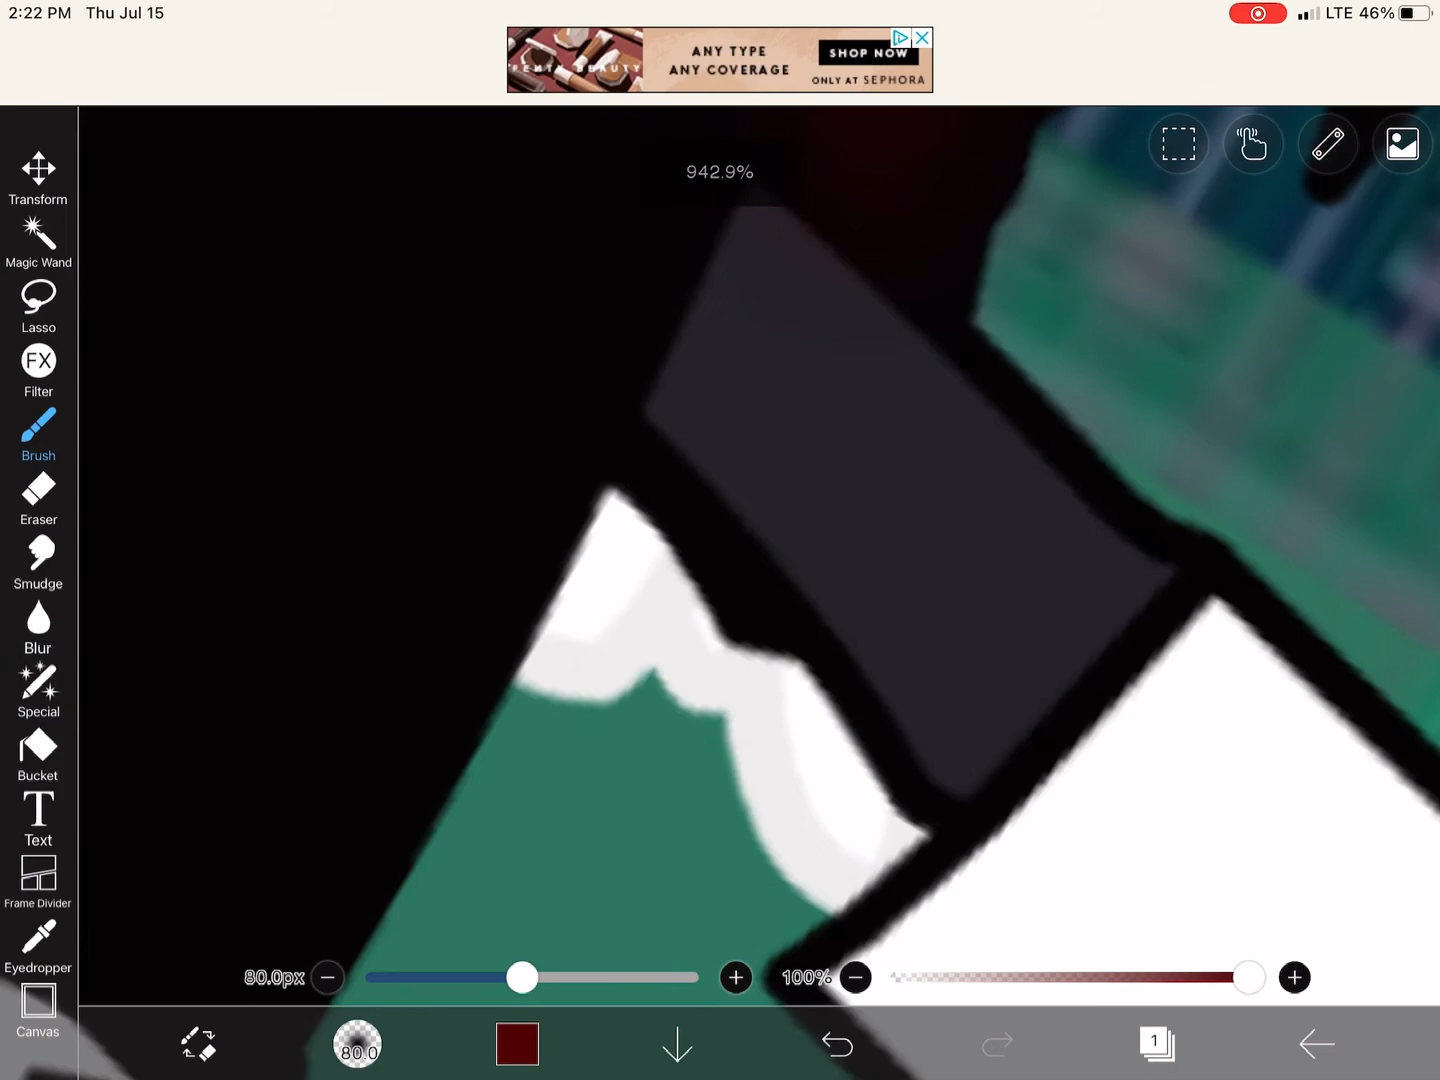 2:22 PM Thu Jul 15
LTE 46%
FENTY BEAUTY
ANY TYPE
ANY COVERAGE
SHOP NOW
ONLY AT SEPHORA
942.9%
Transform
Magic Wand
Lasso
FX
Filter
Brush
Eraser
Smudge
Blur
Special
Bucket
T
Text
Frame Divider
Eyedropper
Canvas
80.0px
100%
80.0
1